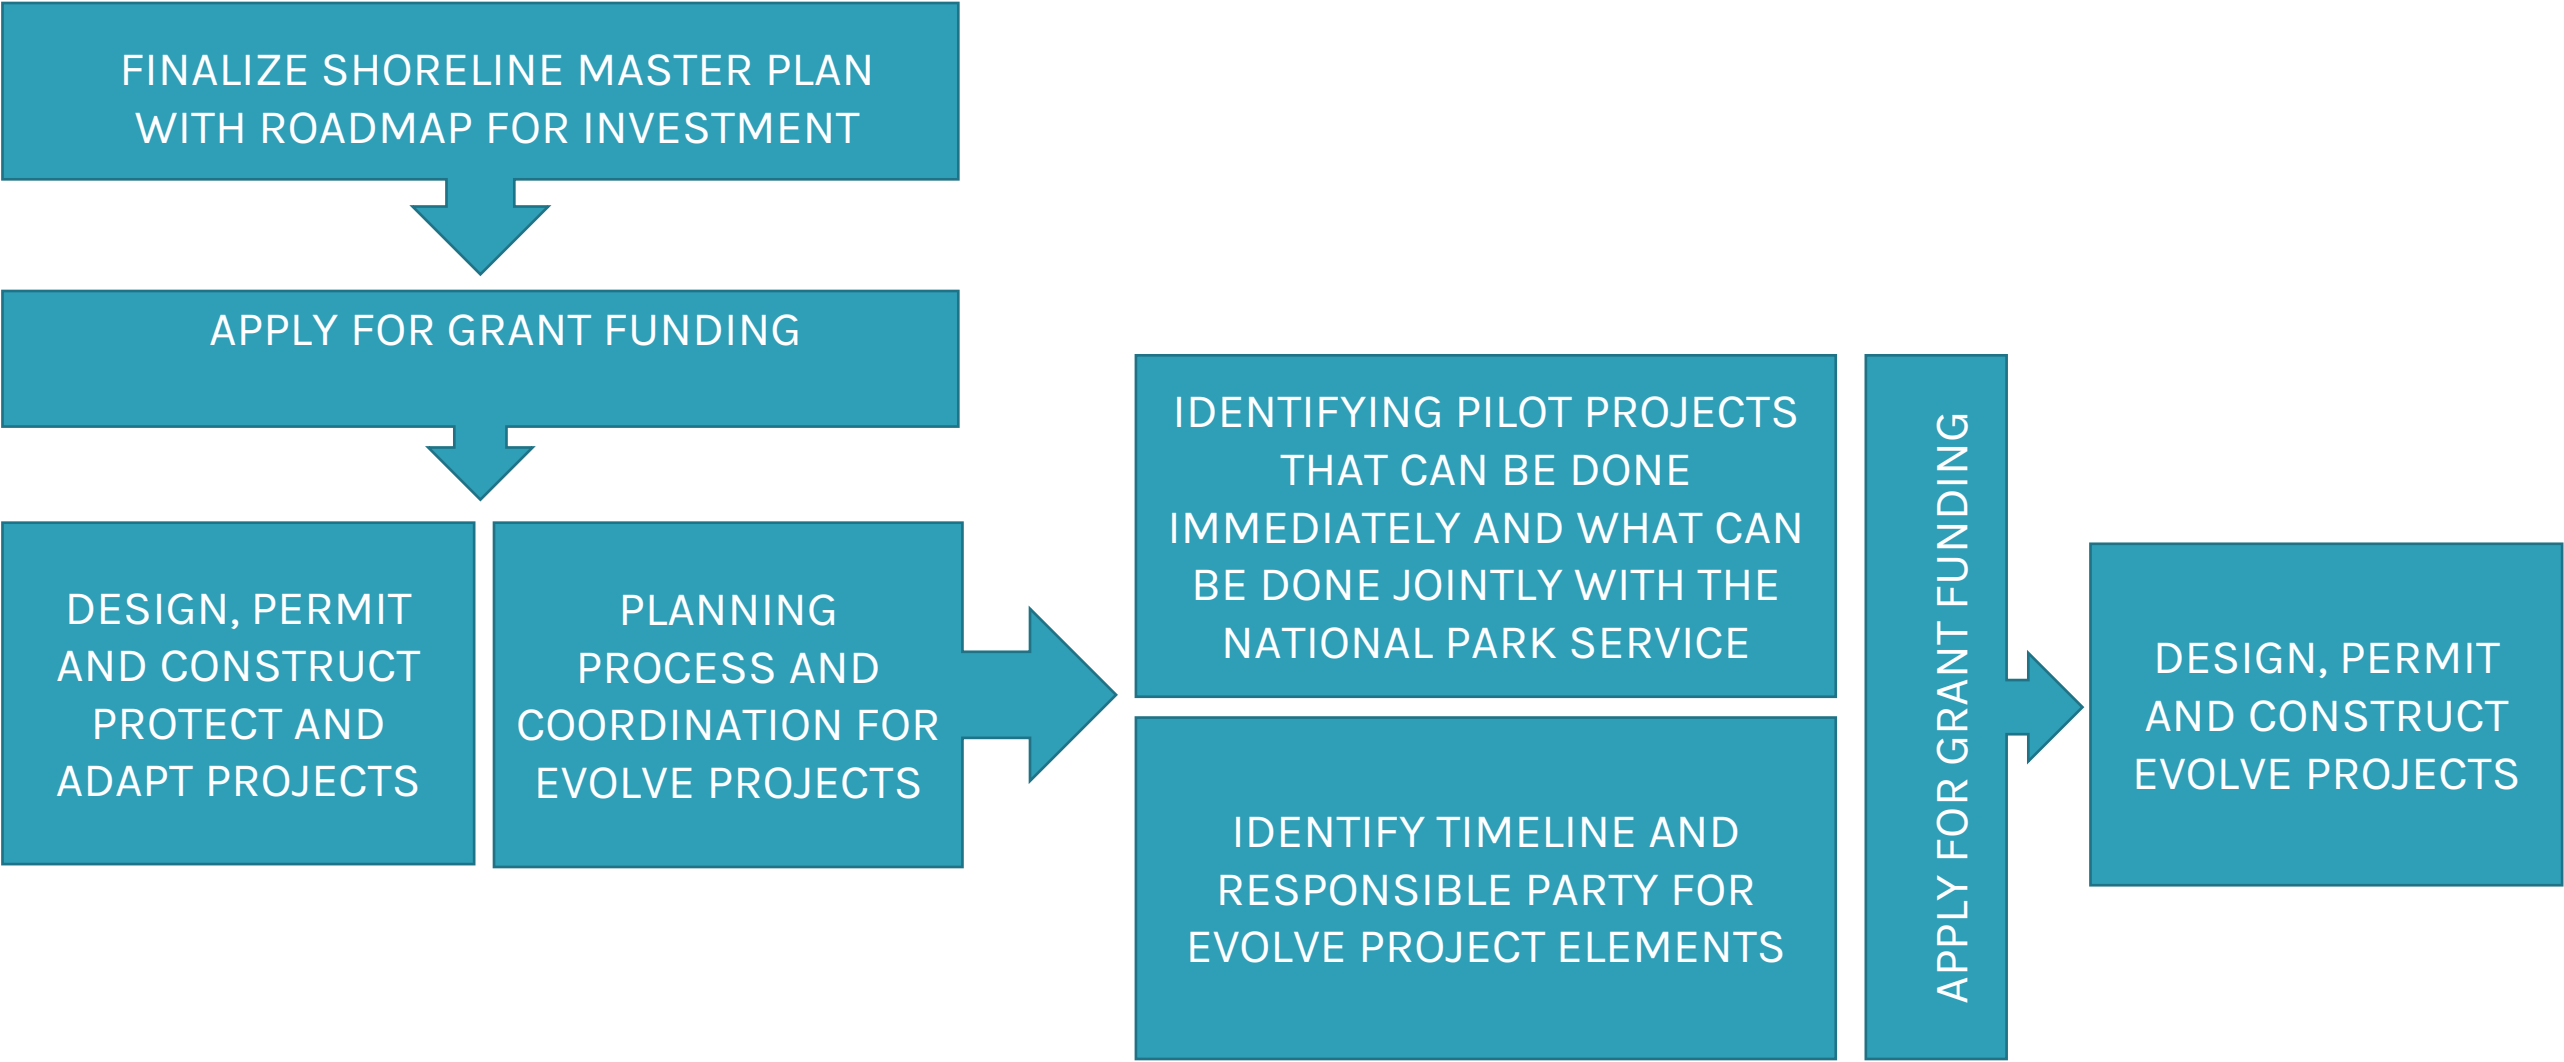 FINALIZE SHORELINE MASTER PLAN
WITH ROADMAP FOR INVESTMENT
APPLY FOR GRANT FUNDING
DESIGN, PERMIT
AND CONSTRUCT
PROTECT AND
ADAPT PROJECTS
PLANNING
PROCESS AND
COORDINATION FOR
EVOLVE PROJECTS
IDENTIFYING PILOT PROJECTS
THAT CAN BE DONE
IMMEDIATELY AND WHAT CAN
BE DONE JOINTLY WITH THE
NATIONAL PARK SERVICE
IDENTIFY TIMELINE AND
RESPONSIBLE PARTY FOR
EVOLVE PROJECT ELEMENTS
APPLY FOR GRANT FUNDING
DESIGN, PERMIT
AND CONSTRUCT
EVOLVE PROJECTS